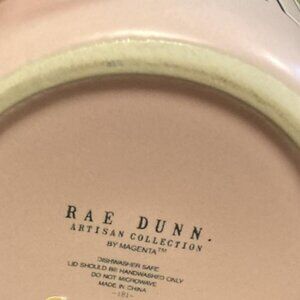 RAE DUNN.
ARTISAN COLLECTION
BY MAGENTA™
DISHWASHER SAFE
LID SHOULD BE HANDWASHED ONLY
DO NOT MICROWAVE
MADE IN CHINA
-181-